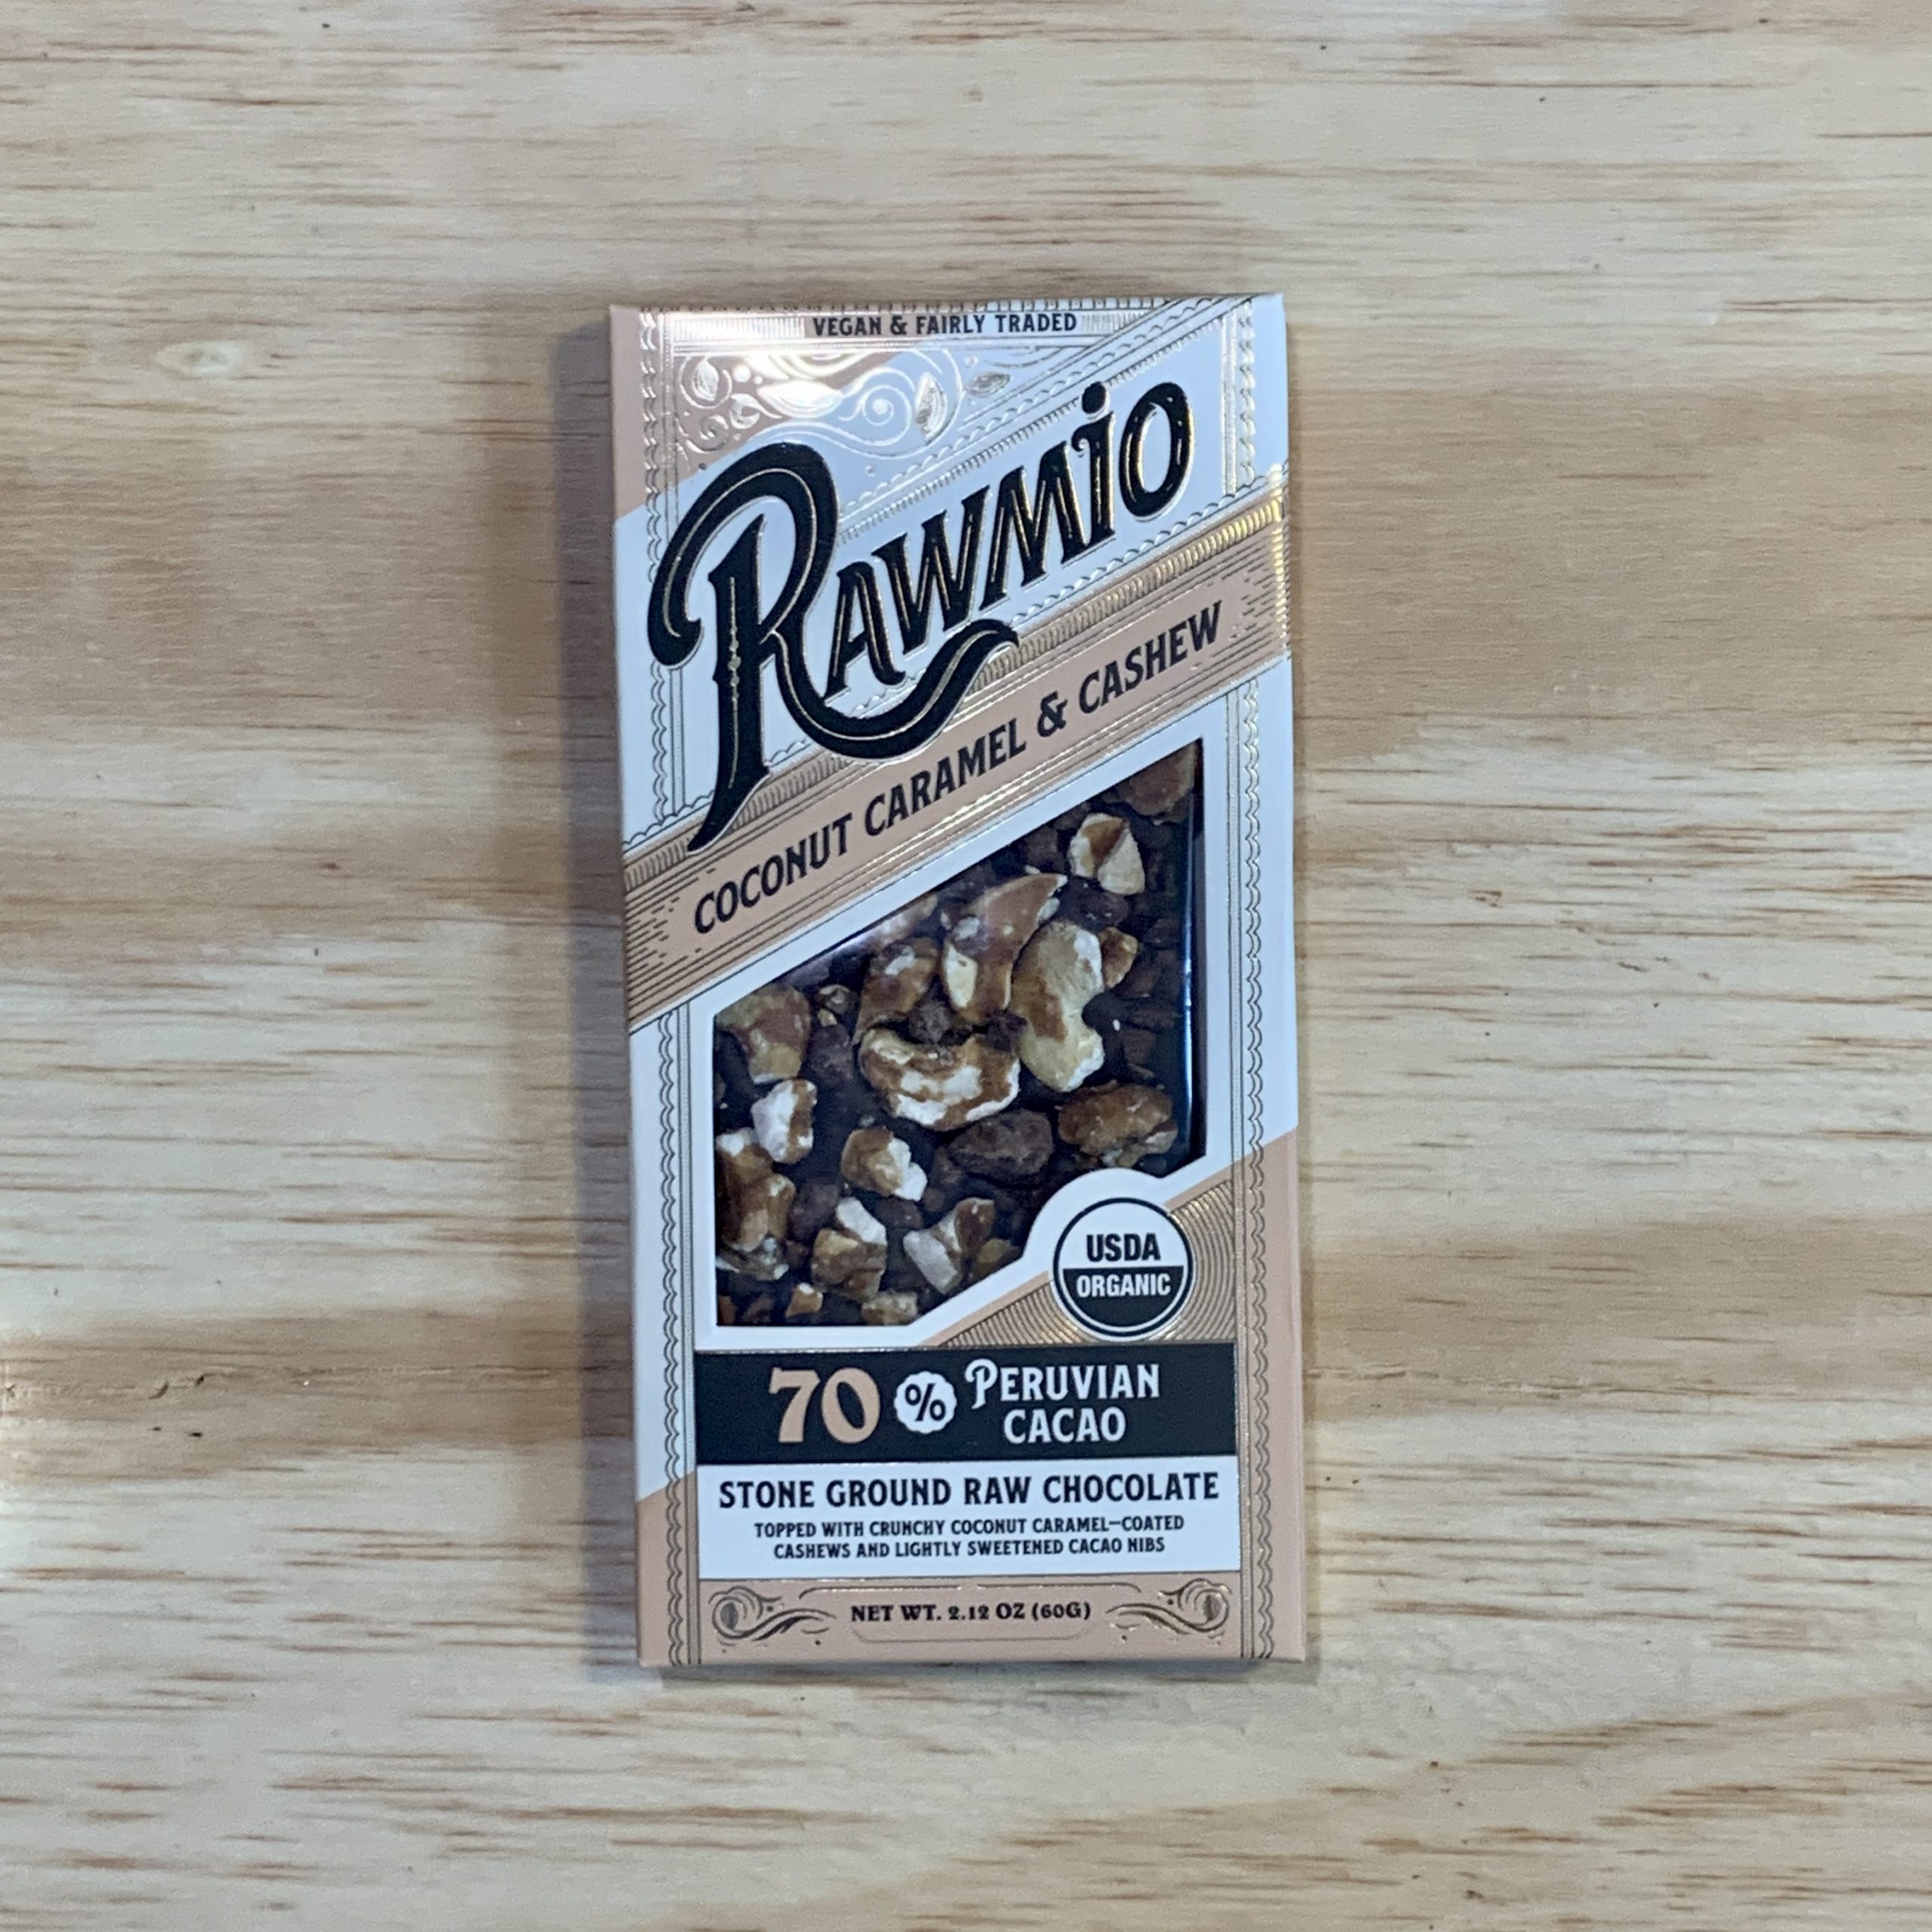 VEGAN & FAIRLY TRADED
RAWMIO
COCONUT CARAMEL & CASHEW
USDA
ORGANIC
70% PERUVIAN
CACAO
STONE GROUND RAW CHOCOLATE
TOPPED WITH CRUNCHY COCONUT CARAMEL–COATED
CASHEWS AND LIGHTLY SWEETENED CACAO NIBS
NET WT. 2.12 OZ (60G)